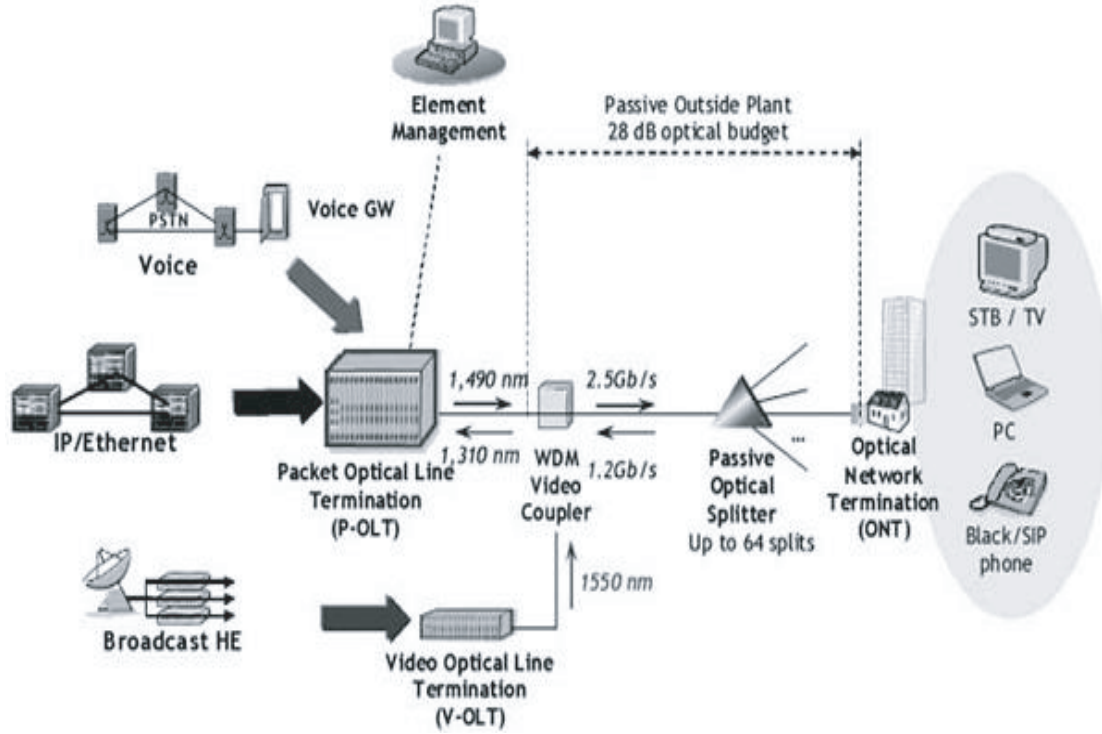 Element
Management
Passive Outside Plant
28 dB optical budget
PSTN
Voice GW
Voice
STB / TV
IP/Ethernet
1,490 nm
2.5Gb/s
1,310 nm
1.2Gb/s
PC
Packet Optical Line
Termination
(P-OLT)
WDM
Video
Coupler
Passive
Optical
Splitter
Up to 64 splits
...
Optical
Network
Termination
(ONT)
Black/SIP
phone
1550 nm
Broadcast HE
Video Optical Line
Termination
(V-OLT)